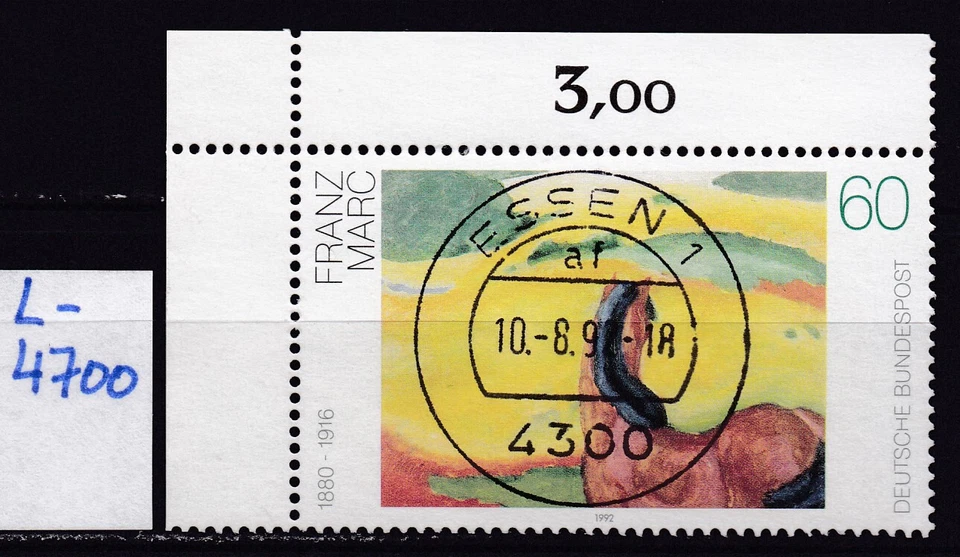 3,00
FRANZ
MARC
60
ESSEN 1
af
4300
L-
4700
1880 - 1916
DEUTSCHE BUNDESPOST
1992